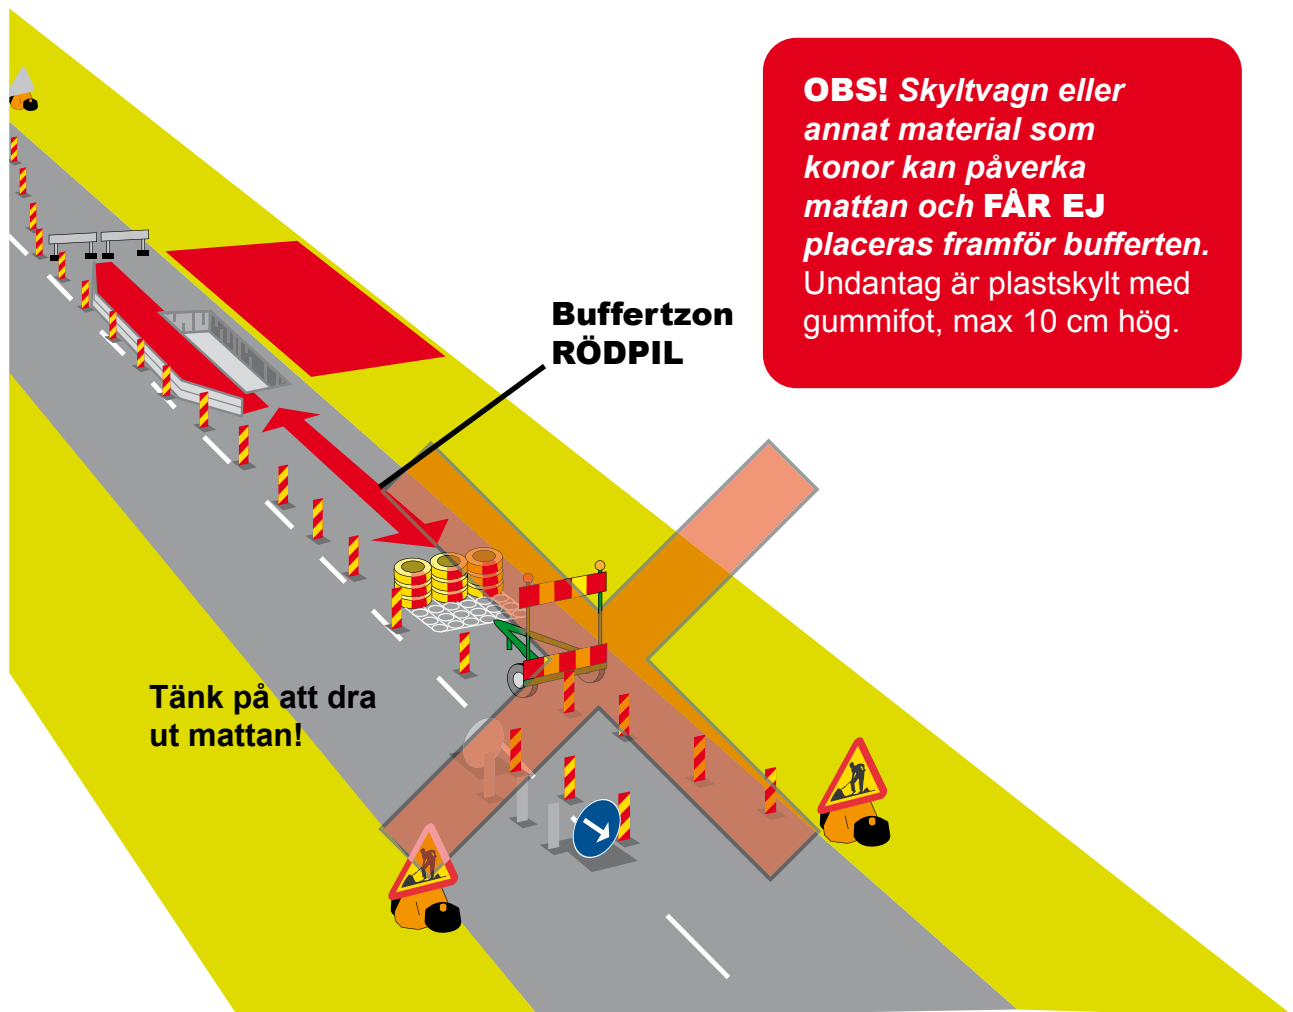 OBS! Skyltvagn eller
annat material som
konor kan påverka
mattan och FÅR EJ
placeras framför bufferten.
Undantag är plastskylt med
gummifot, max 10 cm hög.
Buffertzon
RÖDPIL
Tänk på att dra
ut mattan!